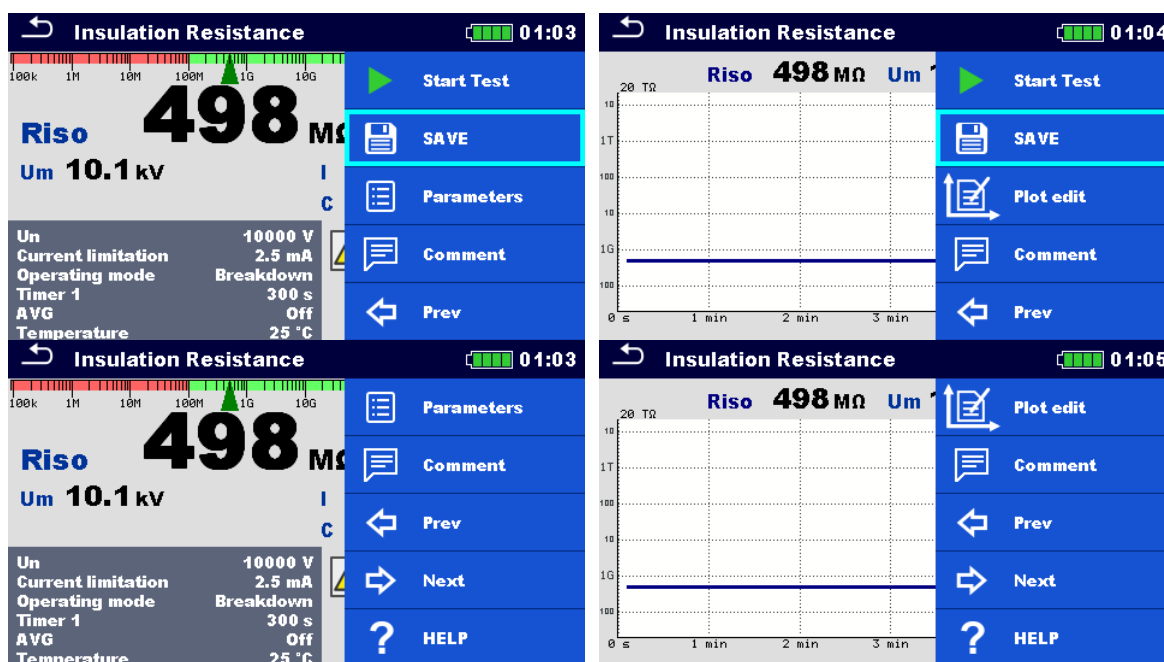 Insulation Resistance 01:03
100k 1M 10M 100M 1G 10G
Riso 498 MΩ
Um 10.1 kV I
C
Un 10000 V
Current limitation 2.5 mA
Operating mode Breakdown
Timer 1 300 s
AVG Off
Temperature 25 °C
Start Test
SAVE
Parameters
Comment
Prev
Insulation Resistance 01:04
Riso 498 MΩ Um
20 TΩ
10
1T
100
10
1G
100
0 s 1 min 2 min 3 min
Start Test
SAVE
Plot edit
Comment
Prev
Insulation Resistance 01:03
100k 1M 10M 100M 1G 10G
Riso 498 MΩ
Um 10.1 kV I
C
Un 10000 V
Current limitation 2.5 mA
Operating mode Breakdown
Timer 1 300 s
AVG Off
Temperature 25 °C
Parameters
Comment
Prev
Next
? HELP
Insulation Resistance 01:05
Riso 498 MΩ Um
20 TΩ
10
1T
100
10
1G
100
0 s 1 min 2 min 3 min
Plot edit
Comment
Prev
Next
? HELP